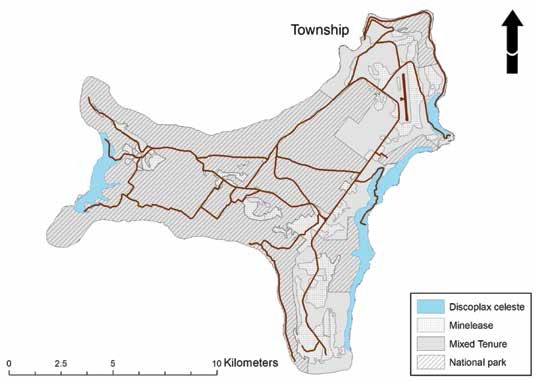 Township
Discoplax celeste
Minelease
Mixed Tenure
National park
0 2.5 5 10 Kilometers